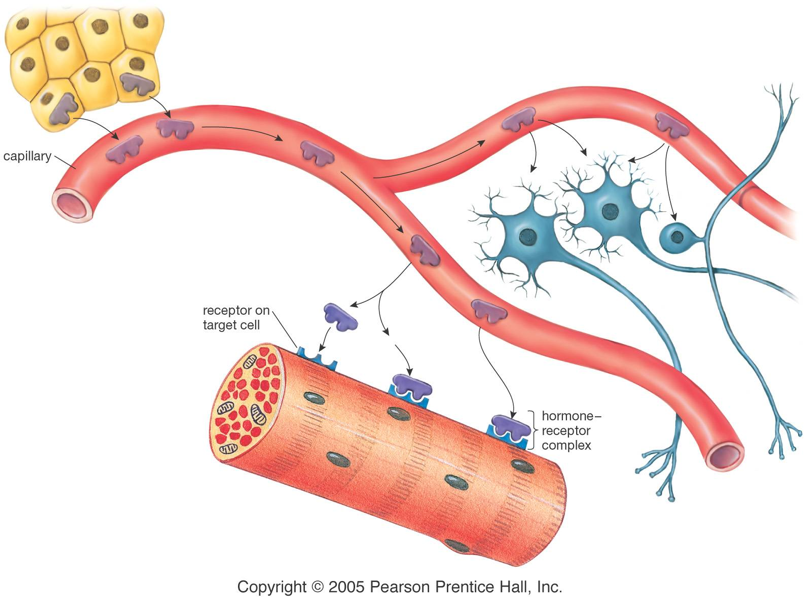 capillary
receptor on
target cell
hormone–
receptor
complex
Copyright © 2005 Pearson Prentice Hall, Inc.